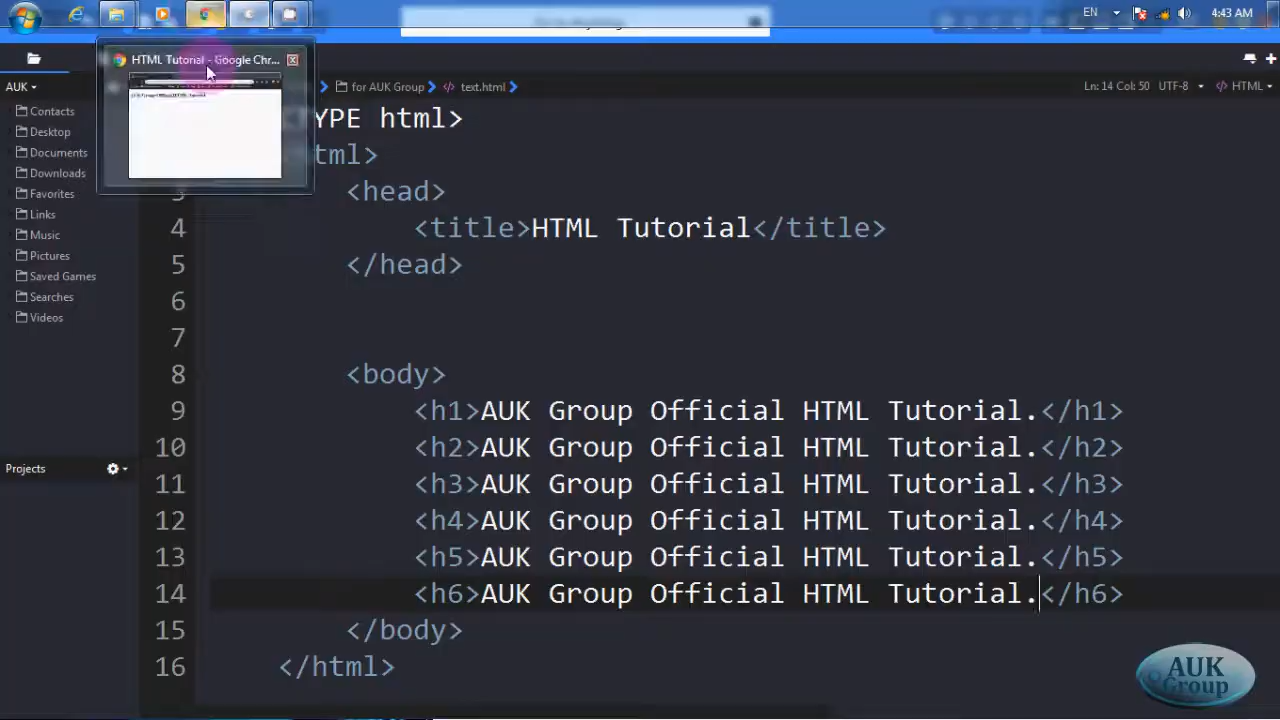 EN
4:43 AM
HTML Tutorial - Google Chr...
AUK
for AUK Group
text.html
Ln: 14 Col: 50
UTF-8
HTML
Contacts
Desktop
Documents
Downloads
Favorites
Links
Music
Pictures
Saved Games
Searches
Videos
Projects
TYPE html>
tml>
3 <head>
4 <title>HTML Tutorial</title>
5 </head>
6
7
8 <body>
9 <h1>AUK Group Official HTML Tutorial.</h1>
10 <h2>AUK Group Official HTML Tutorial.</h2>
11 <h3>AUK Group Official HTML Tutorial.</h3>
12 <h4>AUK Group Official HTML Tutorial.</h4>
13 <h5>AUK Group Official HTML Tutorial.</h5>
14 <h6>AUK Group Official HTML Tutorial.</h6>
15 </body>
16 </html>
AUK
Group